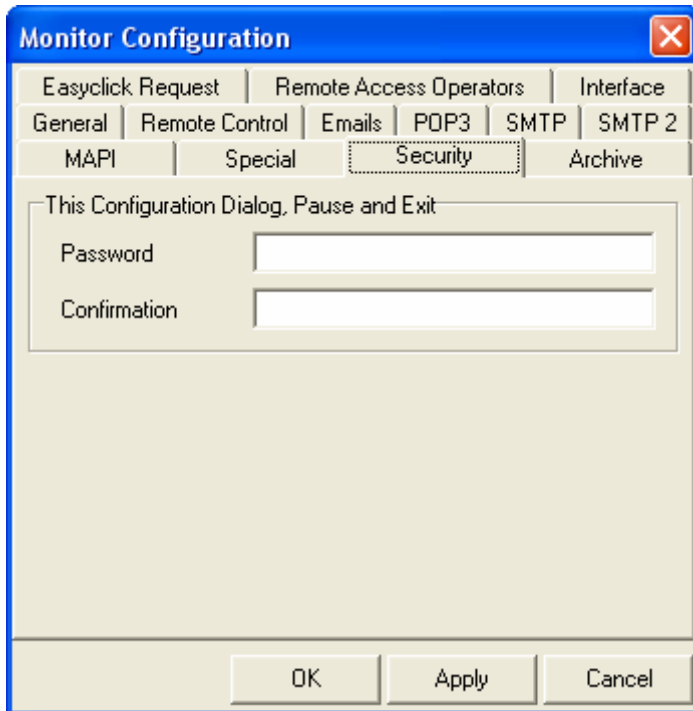 Monitor Configuration
Easyclick Request Remote Access Operators Interface
General Remote Control Emails POP3 SMTP SMTP 2
MAPI Special Security Archive
This Configuration Dialog, Pause and Exit
Password
Confirmation
OK Apply Cancel